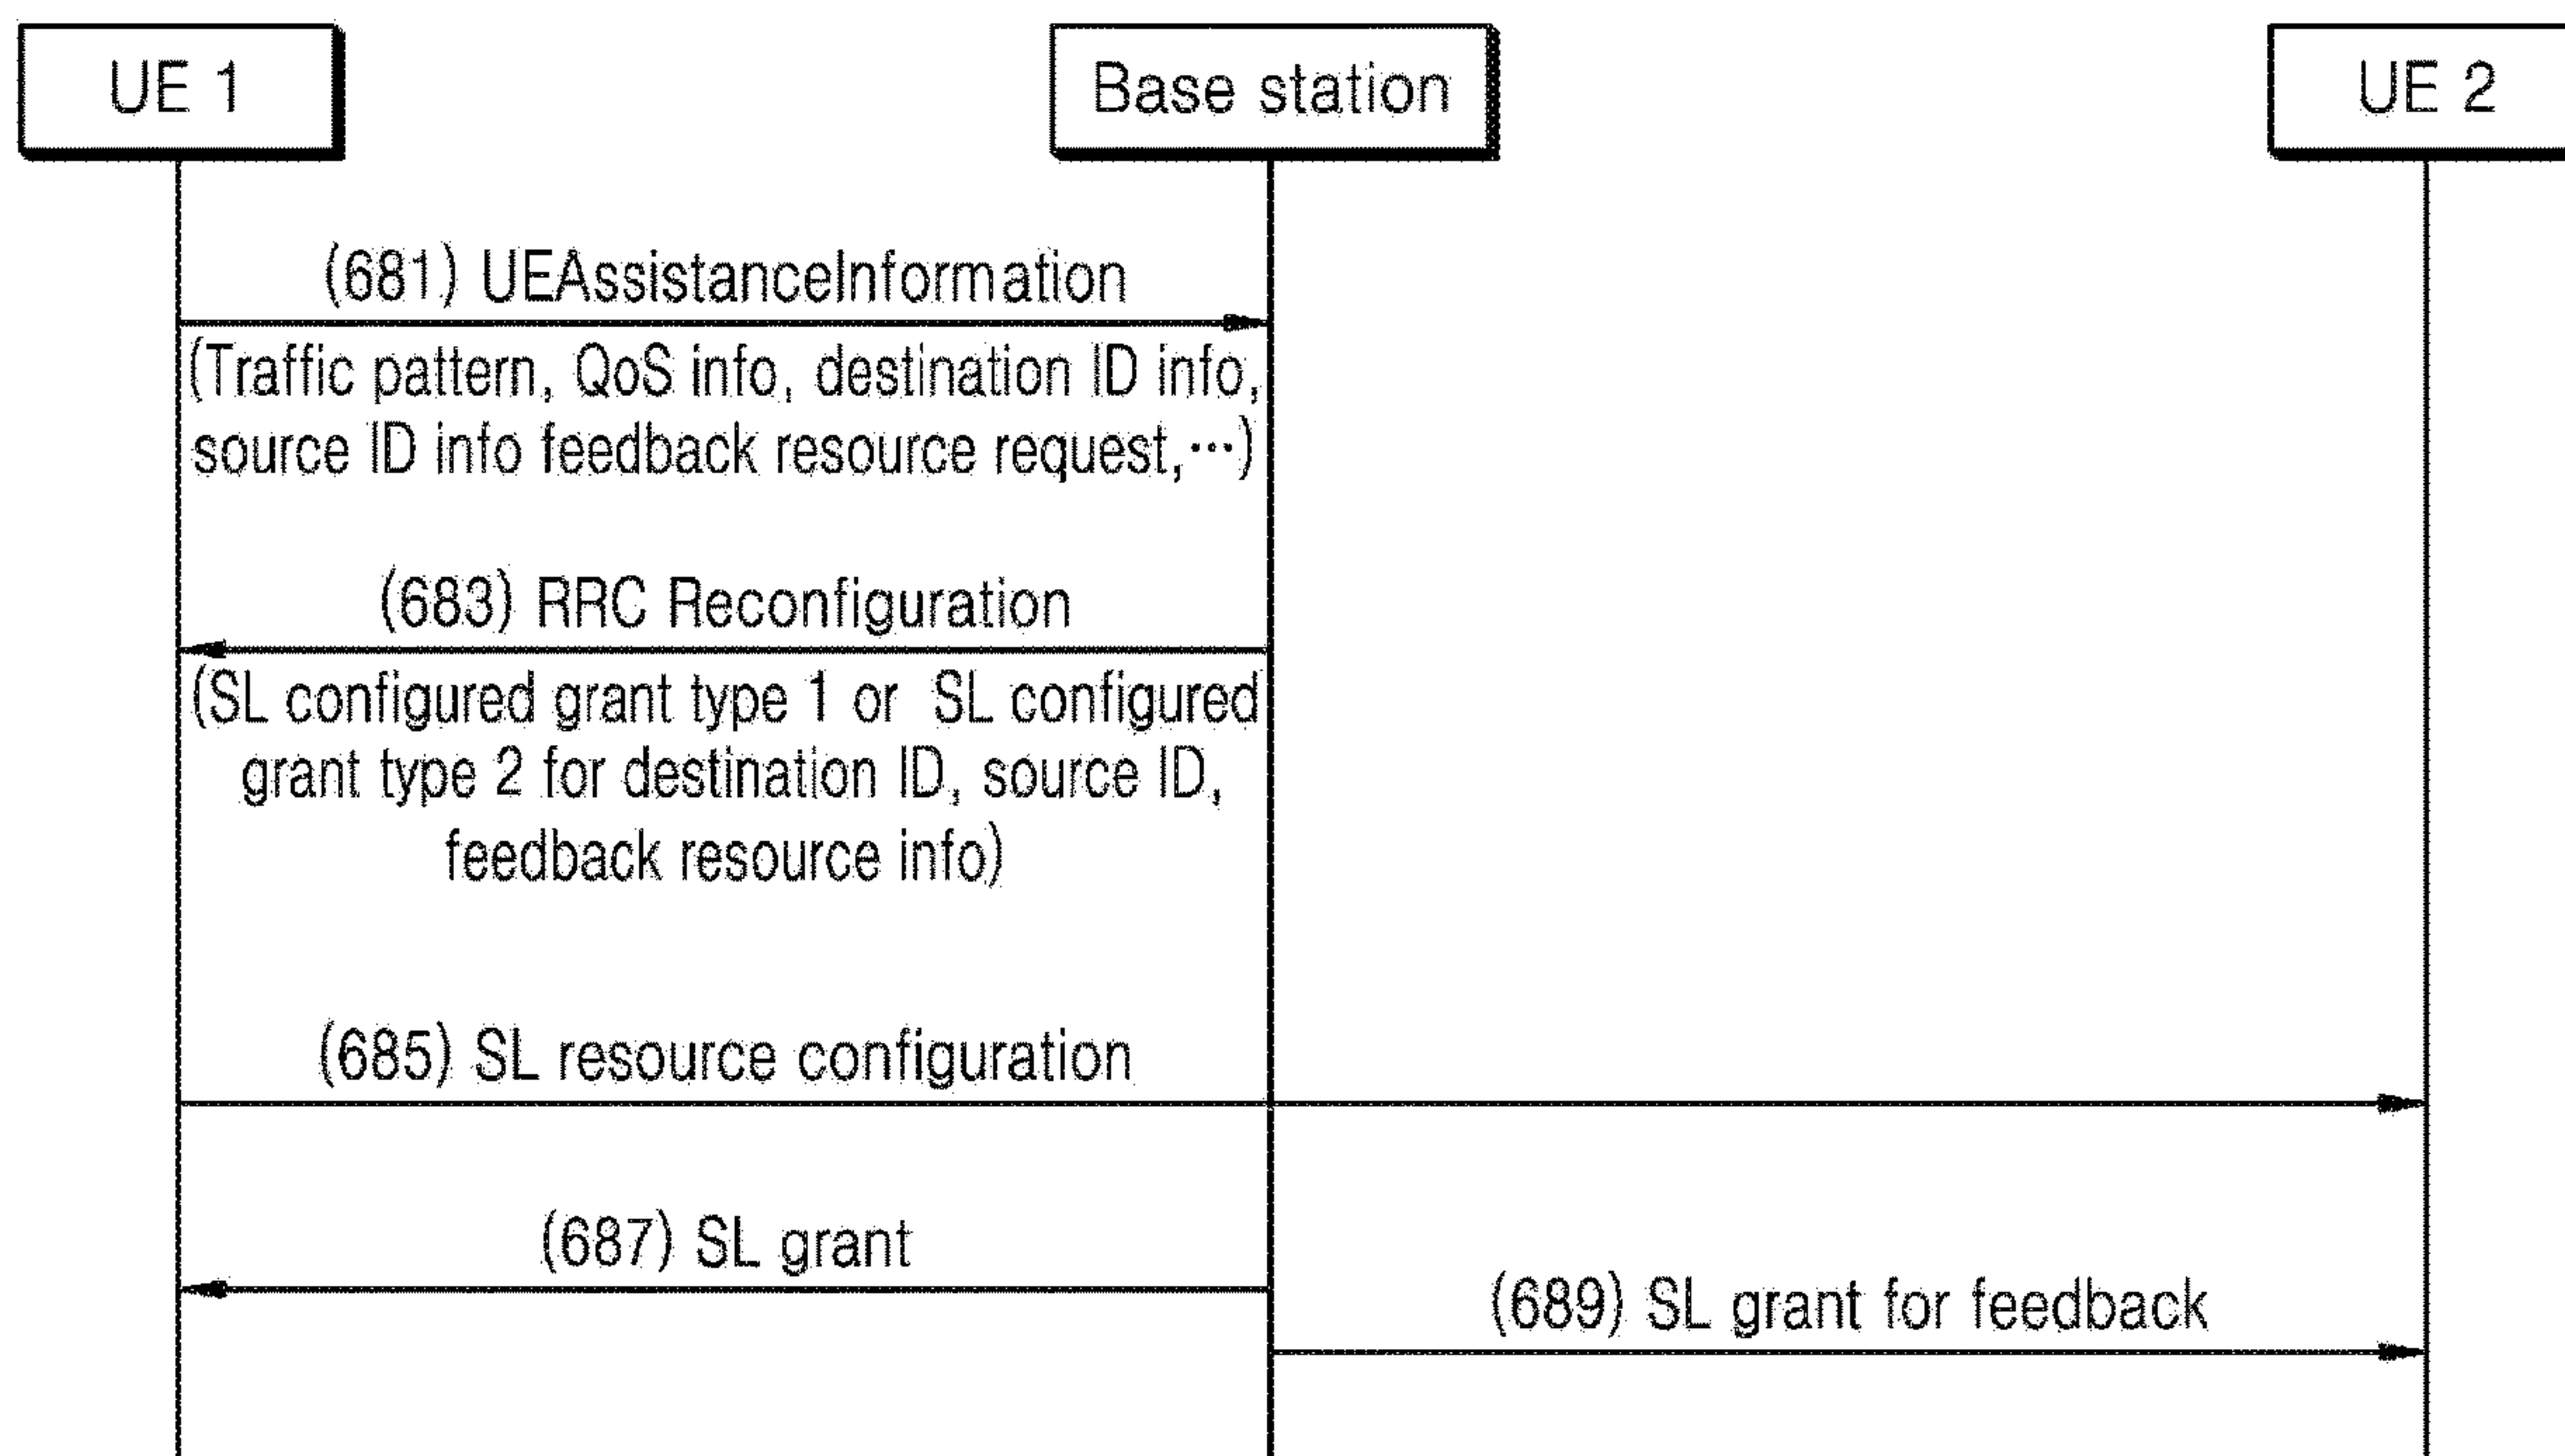 UE 1
Base station
UE 2
(681) UEAssistanceInformation
(Traffic pattern, QoS info, destination ID info,
source ID info feedback resource request,···)
(683) RRC Reconfiguration
(SL configured grant type 1 or SL configured
grant type 2 for destination ID, source ID,
feedback resource info)
(685) SL resource configuration
(687) SL grant
(689) SL grant for feedback